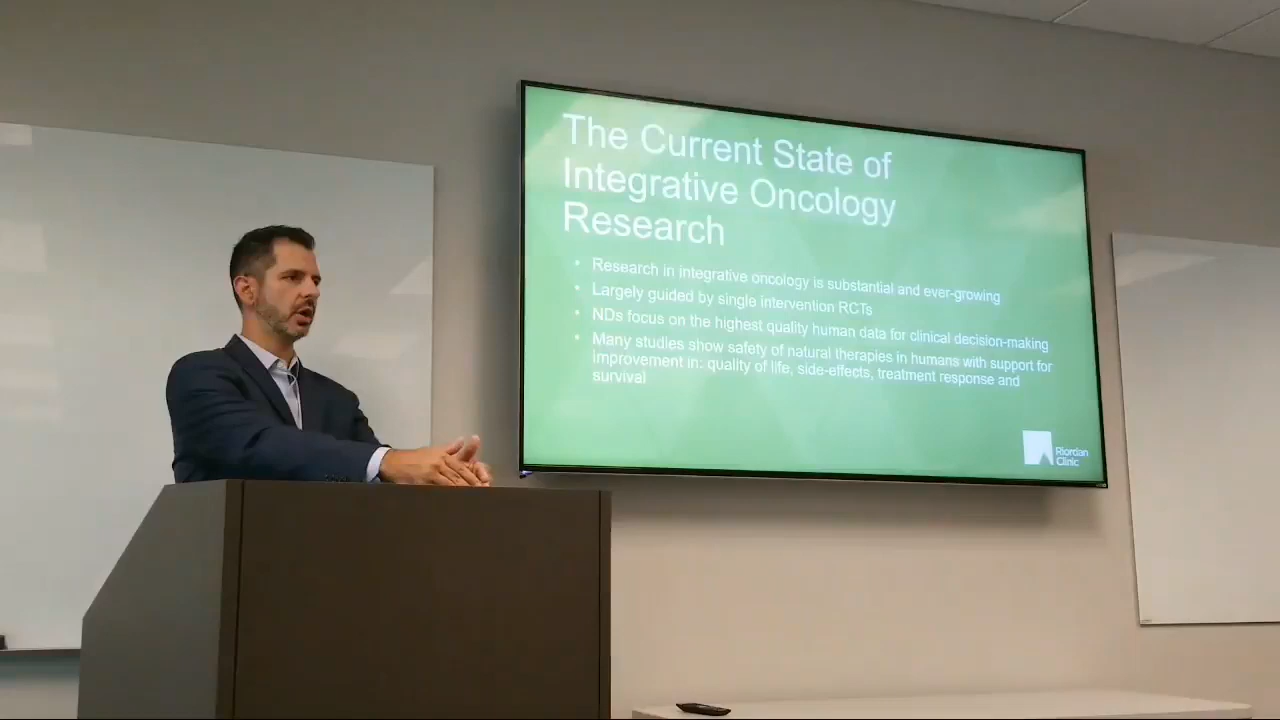 The Current State of
Integrative Oncology
Research
• Research in integrative oncology is substantial and ever-growing
• Largely guided by single intervention RCTs
• NDs focus on the highest quality human data for clinical decision-making
• Many studies show safety of natural therapies in humans with support for
improvement in: quality of life, side-effects, treatment response and
survival
Riordan
Clinic